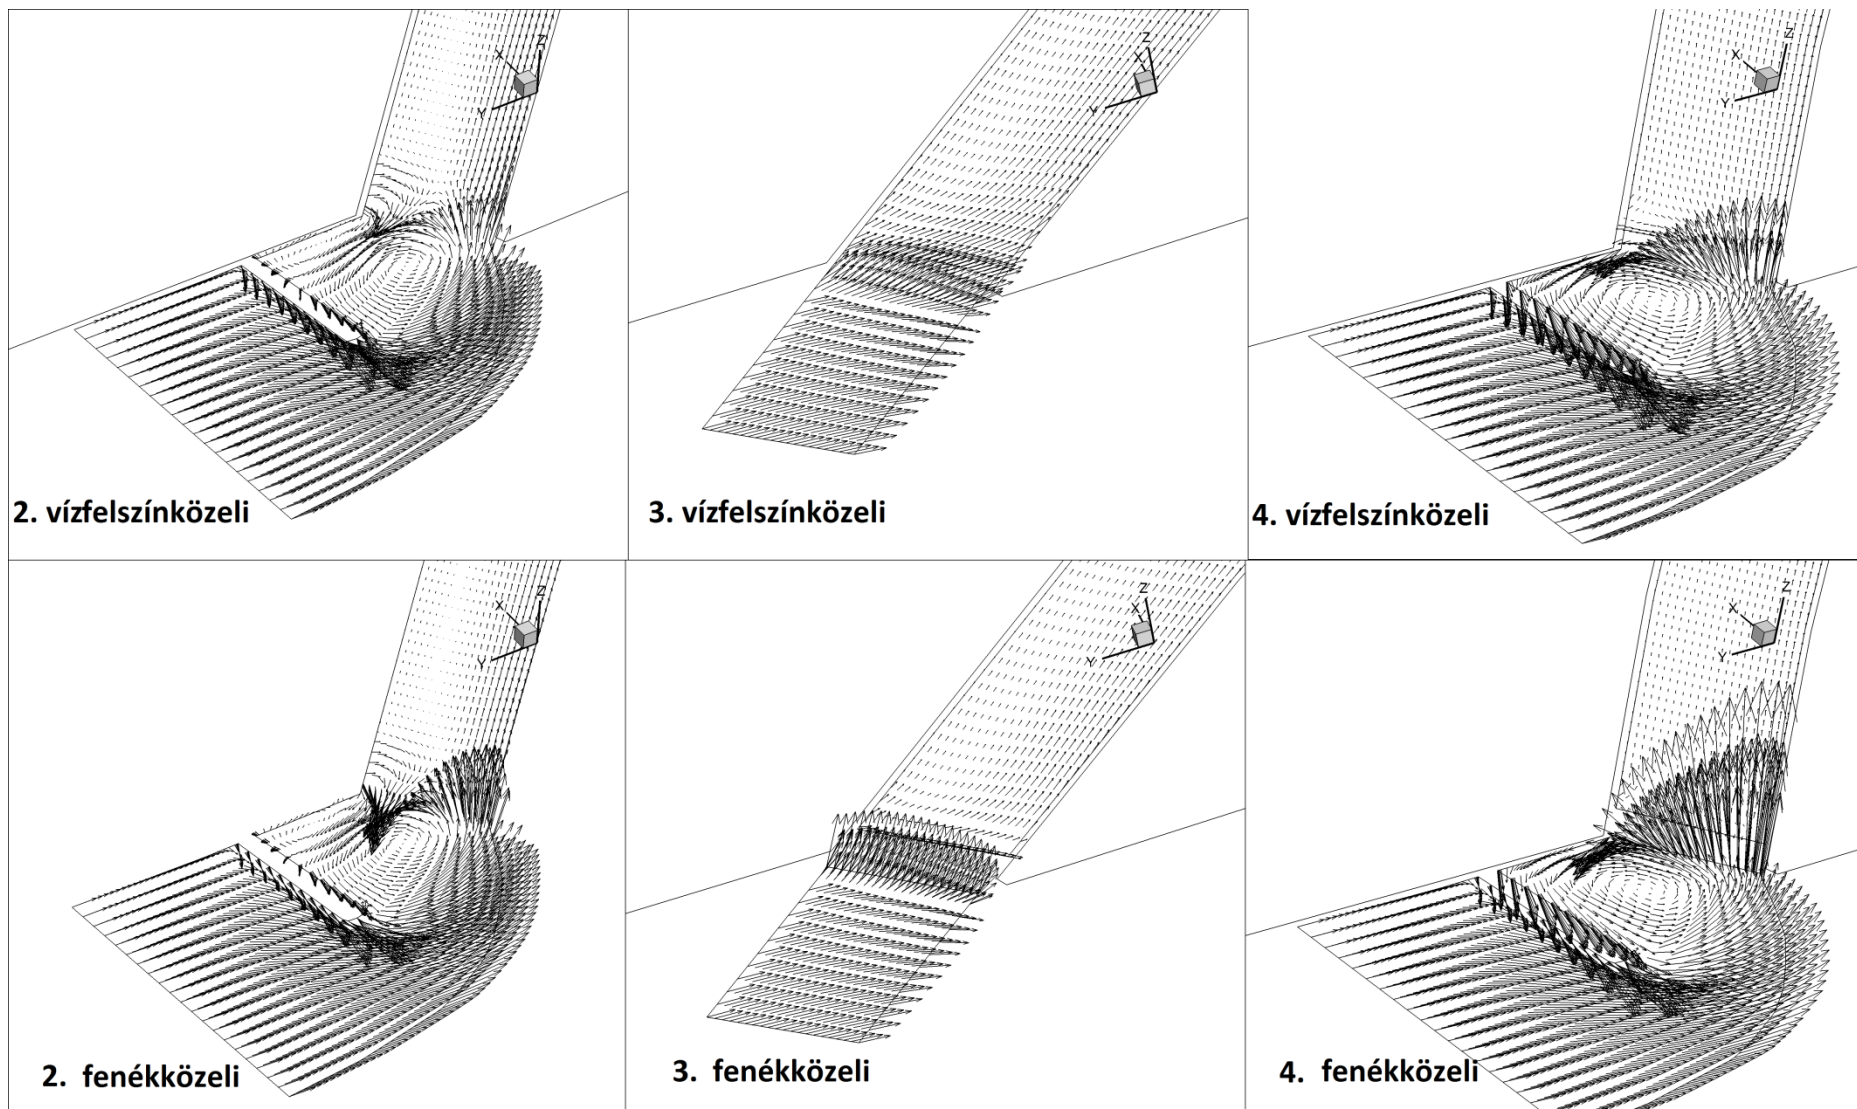 X
Z
Y
Z
X
Y
Z
X
Y
2. vízfelszínközeli
3. vízfelszínközeli
4. vízfelszínközeli
X
Z
Y
Z
X
Y
Z
X
Y
2. fenékközeli
3. fenékközeli
4. fenékközeli